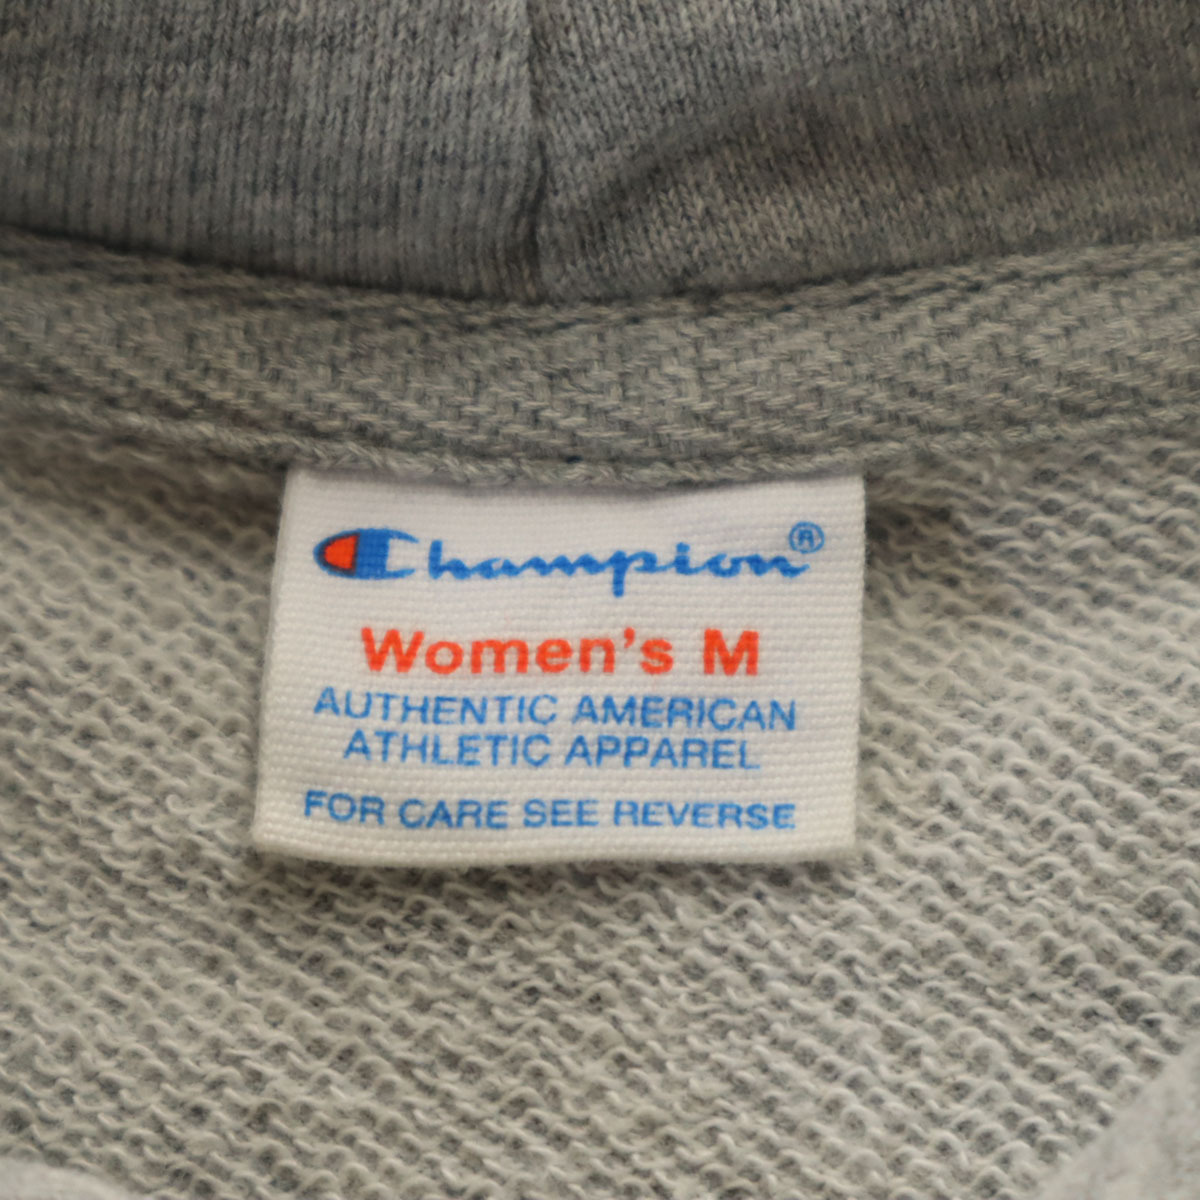 Champion®
Women's M
AUTHENTIC AMERICAN
ATHLETIC APPAREL
FOR CARE SEE REVERSE